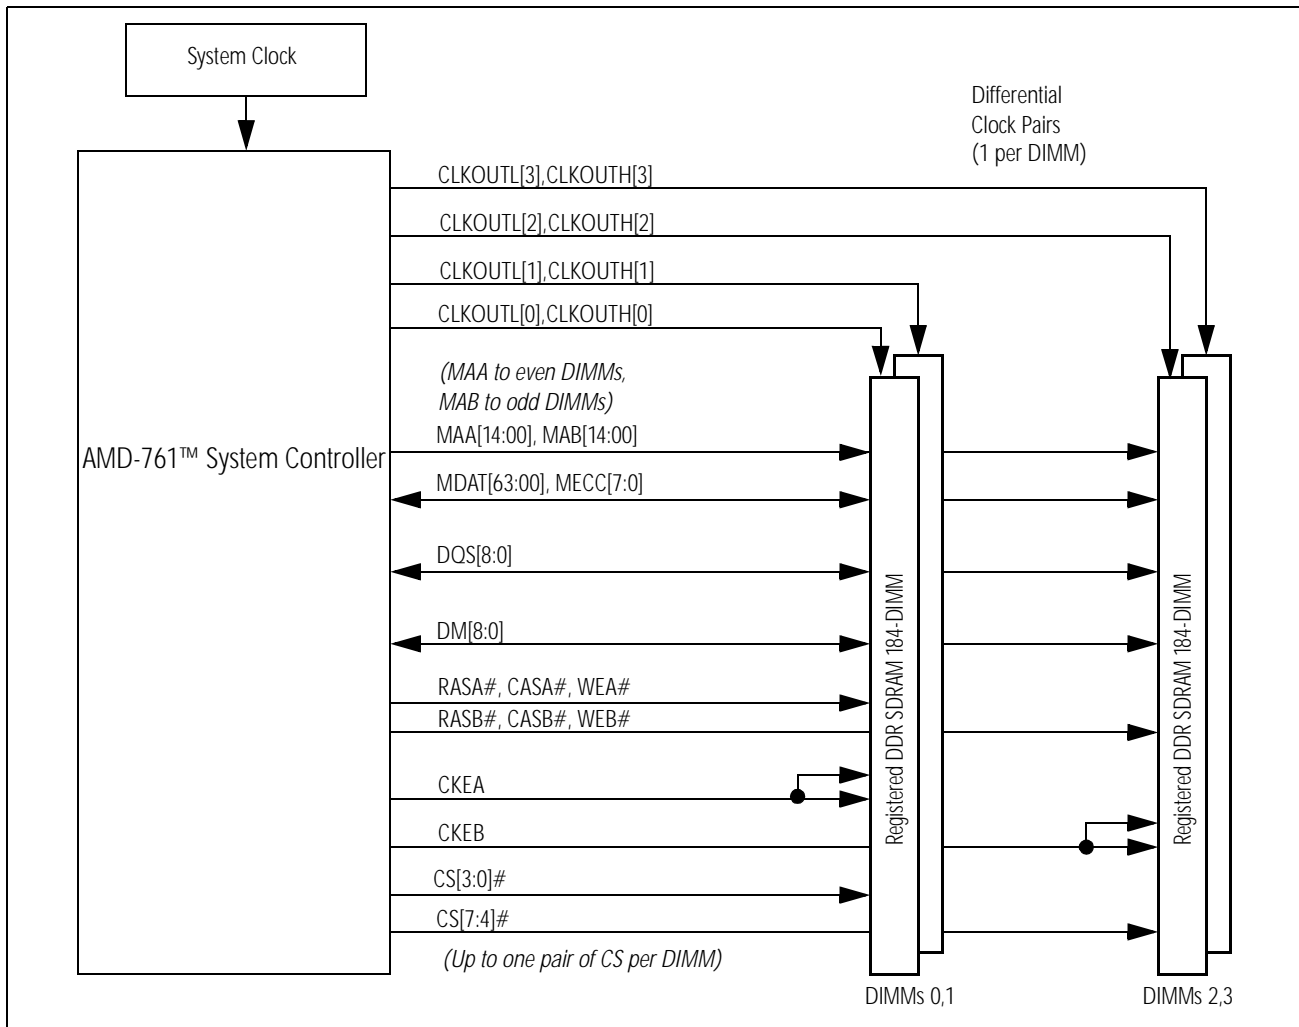 System Clock
Differential
Clock Pairs
(1 per DIMM)
CLKOUTL[3],CLKOUTH[3]
CLKOUTL[2],CLKOUTH[2]
CLKOUTL[1],CLKOUTH[1]
CLKOUTL[0],CLKOUTH[0]
(MAA to even DIMMs,
MAB to odd DIMMs)
MAA[14:00], MAB[14:00]
AMD-761™ System Controller
MDAT[63:00], MECC[7:0]
DQS[8:0]
DM[8:0]
RASA#, CASA#, WEA#
RASB#, CASB#, WEB#
CKEA
CKEB
CS[3:0]#
CS[7:4]#
(Up to one pair of CS per DIMM)
Registered DDR SDRAM 184-DIMM
Registered DDR SDRAM 184-DIMM
DIMMs 0,1
DIMMs 2,3